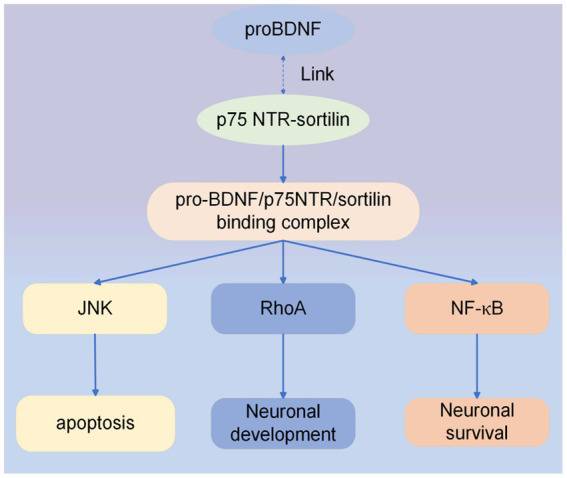 proBDNF
Link
p75 NTR-sortilin
pro-BDNF/p75NTR/sortilin
binding complex
JNK
RhoA
NF-κB
apoptosis
Neuronal
development
Neuronal
survival